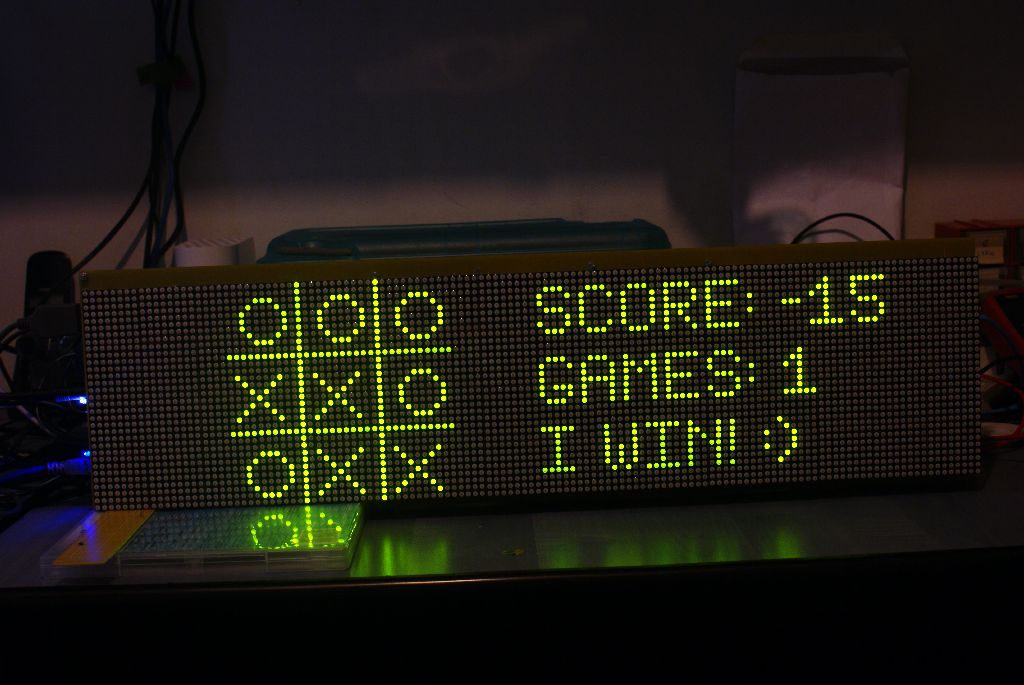 O O O
X X O
O X X
SCORE: -15
GAMES: 1
I WIN! :)